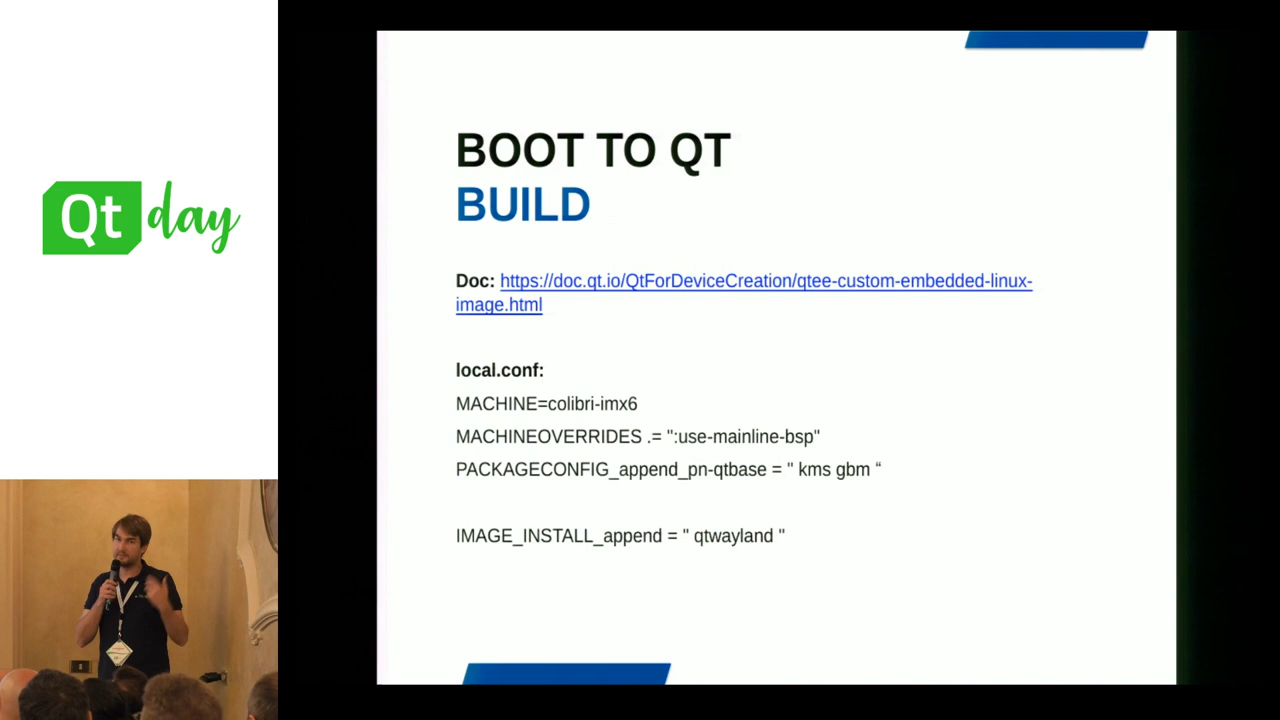 Qt day
BOOT TO QT
BUILD
Doc: https://doc.qt.io/QtForDeviceCreation/qtee-custom-embedded-linux-
image.html
local.conf:
MACHINE=colibri-imx6
MACHINEOVERRIDES .= ":use-mainline-bsp"
PACKAGECONFIG_append_pn-qtbase = " kms gbm “
IMAGE_INSTALL_append = " qtwayland "